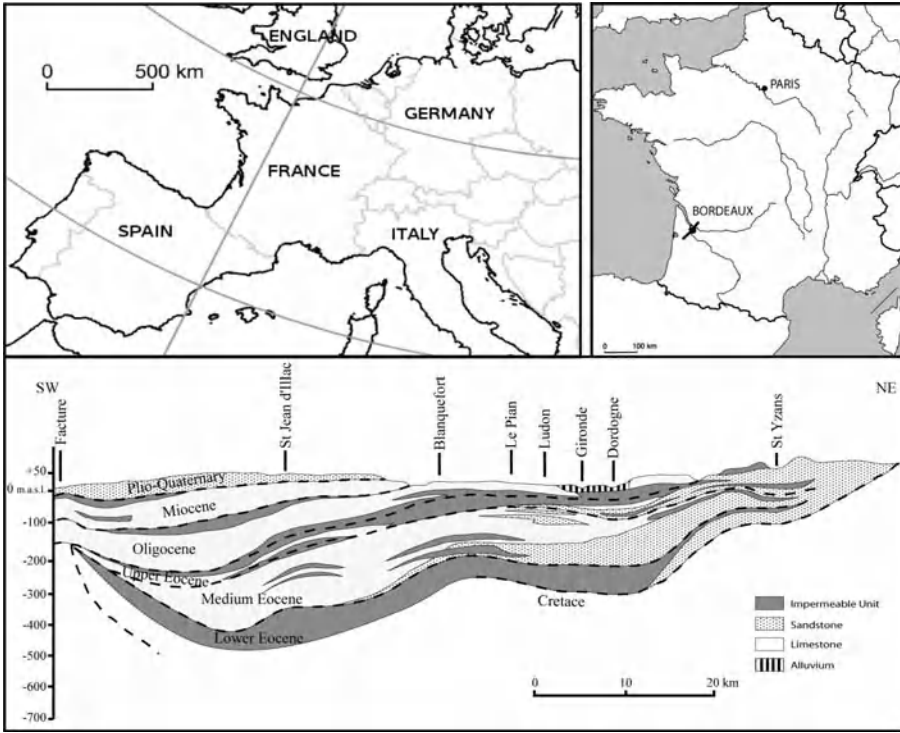 ENGLAND
0 500 km
GERMANY
FRANCE
SPAIN
ITALY
PARIS
BORDEAUX
0 100 km
SW
NE
Facture
St Jean d'Illac
Blanquefort
Le Pian
Ludon
Gironde
Dordogne
St Yzans
+50
0 m.a.s.l.
-100
-200
-300
-400
-500
-600
-700
Plio-Quaternary
Miocene
Oligocene
Upper Eocene
Medium Eocene
Lower Eocene
Cretace
Impermeable Unit
Sandstone
Limestone
Alluvium
0 10 20 km